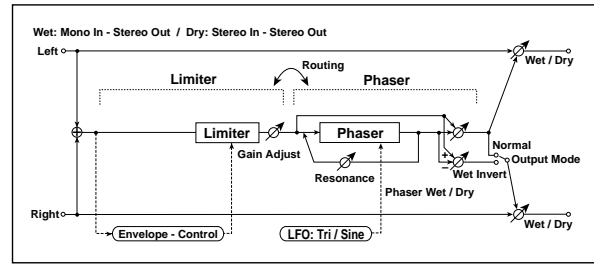 Wet: Mono In - Stereo Out / Dry: Stereo In - Stereo Out
Left
Wet / Dry
Routing
Limiter
Phaser
Limiter
Phaser
Normal
Output Mode
Gain Adjust
+
−
Wet Invert
Resonance
Phaser Wet / Dry
Right
Wet / Dry
Envelope - Control
LFO: Tri / Sine